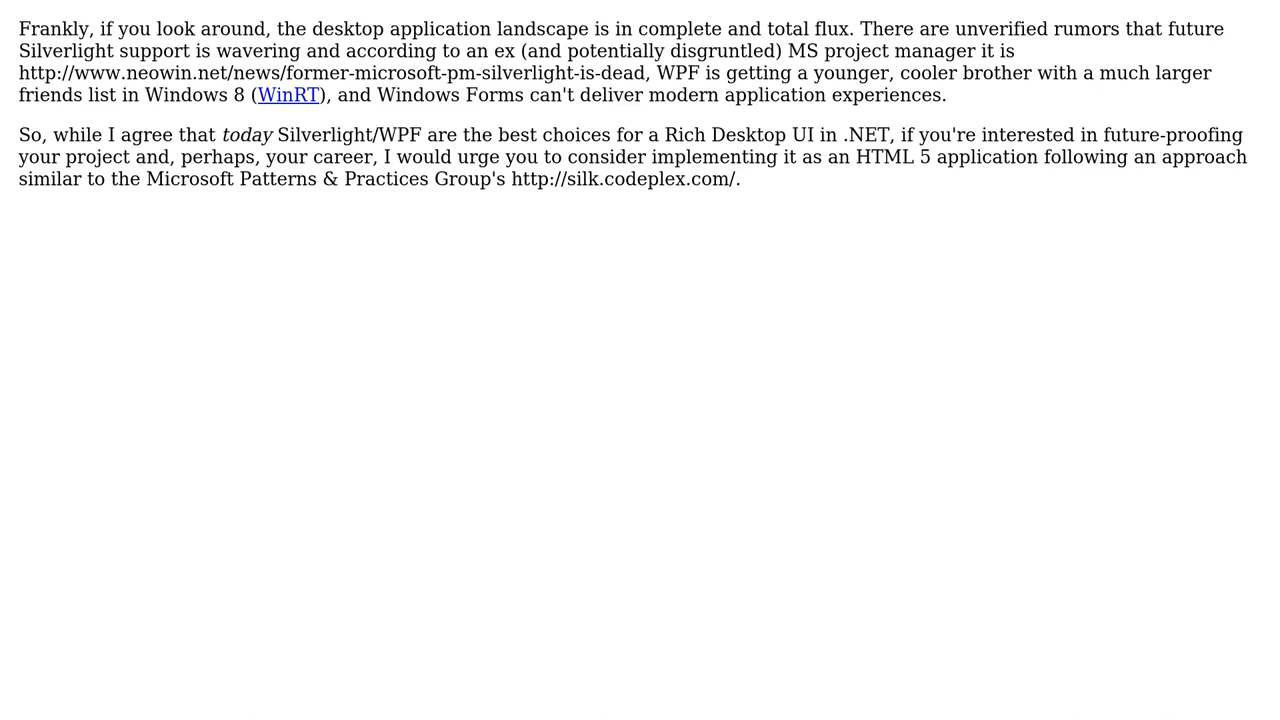 Frankly, if you look around, the desktop application landscape is in complete and total flux. There are unverified rumors that future
Silverlight support is wavering and according to an ex (and potentially disgruntled) MS project manager it is
http://www.neowin.net/news/former-microsoft-pm-silverlight-is-dead, WPF is getting a younger, cooler brother with a much larger
friends list in Windows 8 (WinRT), and Windows Forms can't deliver modern application experiences.
So, while I agree that today Silverlight/WPF are the best choices for a Rich Desktop UI in .NET, if you're interested in future-proofing
your project and, perhaps, your career, I would urge you to consider implementing it as an HTML 5 application following an approach
similar to the Microsoft Patterns & Practices Group's http://silk.codeplex.com/.